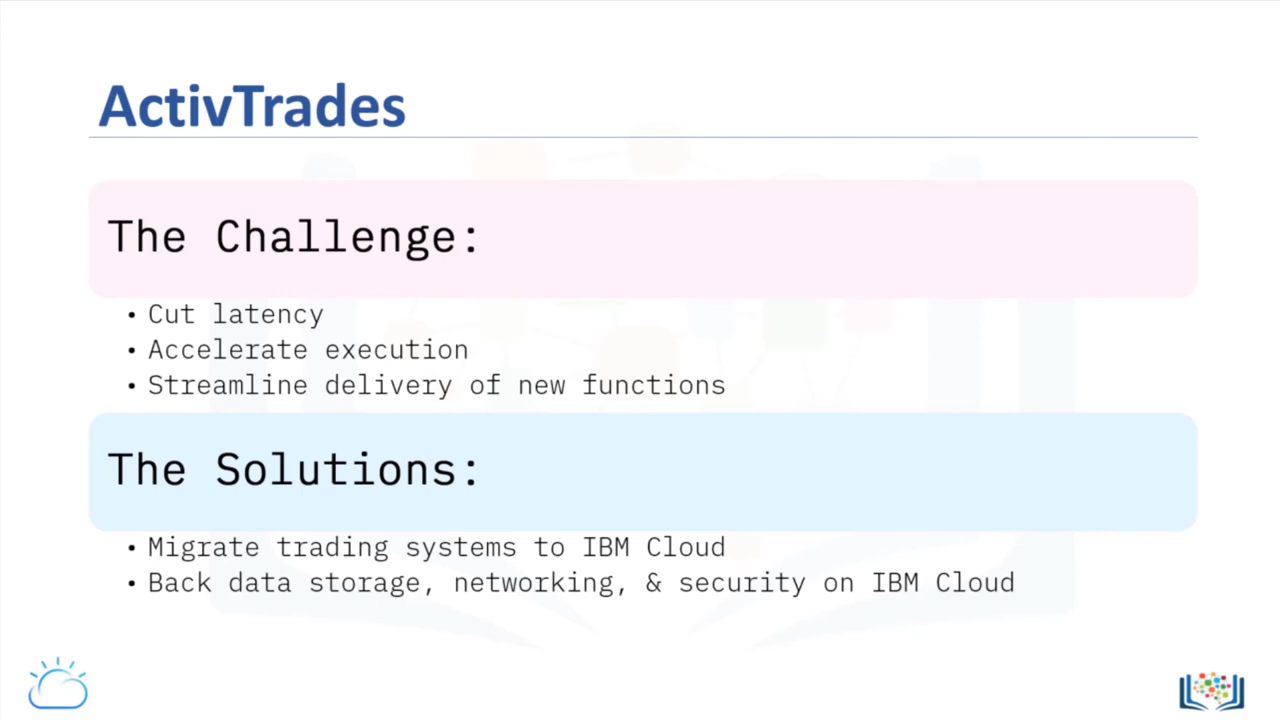 ActivTrades
The Challenge:
• Cut latency
• Accelerate execution
• Streamline delivery of new functions
The Solutions:
• Migrate trading systems to IBM Cloud
• Back data storage, networking, & security on IBM Cloud